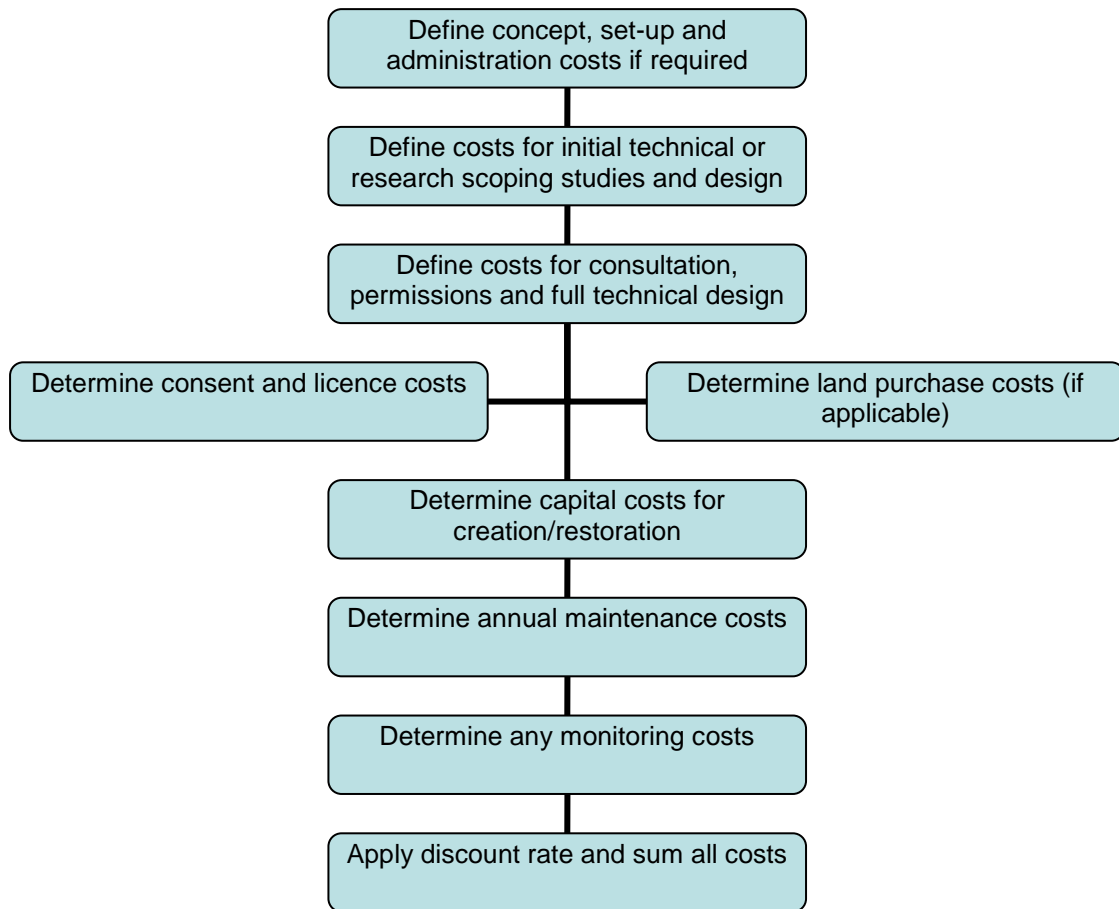 Define concept, set-up and
administration costs if required
Define costs for initial technical or
research scoping studies and design
Define costs for consultation,
permissions and full technical design
Determine consent and licence costs
Determine land purchase costs (if
applicable)
Determine capital costs for
creation/restoration
Determine annual maintenance costs
Determine any monitoring costs
Apply discount rate and sum all costs